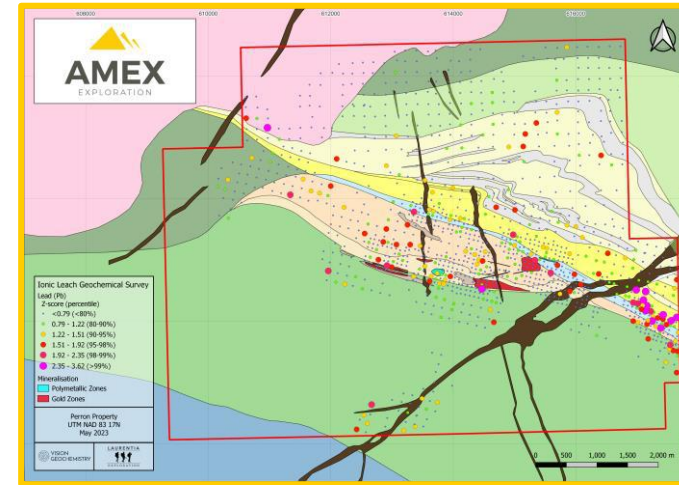 608000
610000
612000
614000
616000
AMEX
EXPLORATION
Ionic Leach Geochemical Survey
Lead (Pb)
Z-score (percentile)
<0.79 (<80%)
0.79 - 1.22 (80-90%)
1.22 - 1.51 (90-95%)
1.51 - 1.92 (95-98%)
1.92 - 2.35 (98-99%)
2.35 - 3.62 (>99%)
Mineralisation
Polymetallic Zones
Gold Zones
Perron Property
UTM NAD 83 17N
May 2023
VISION
GEOCHEMISTRY
LAURENTIA
EXPLORATION
0 500 1,000 1,500 2,000 m